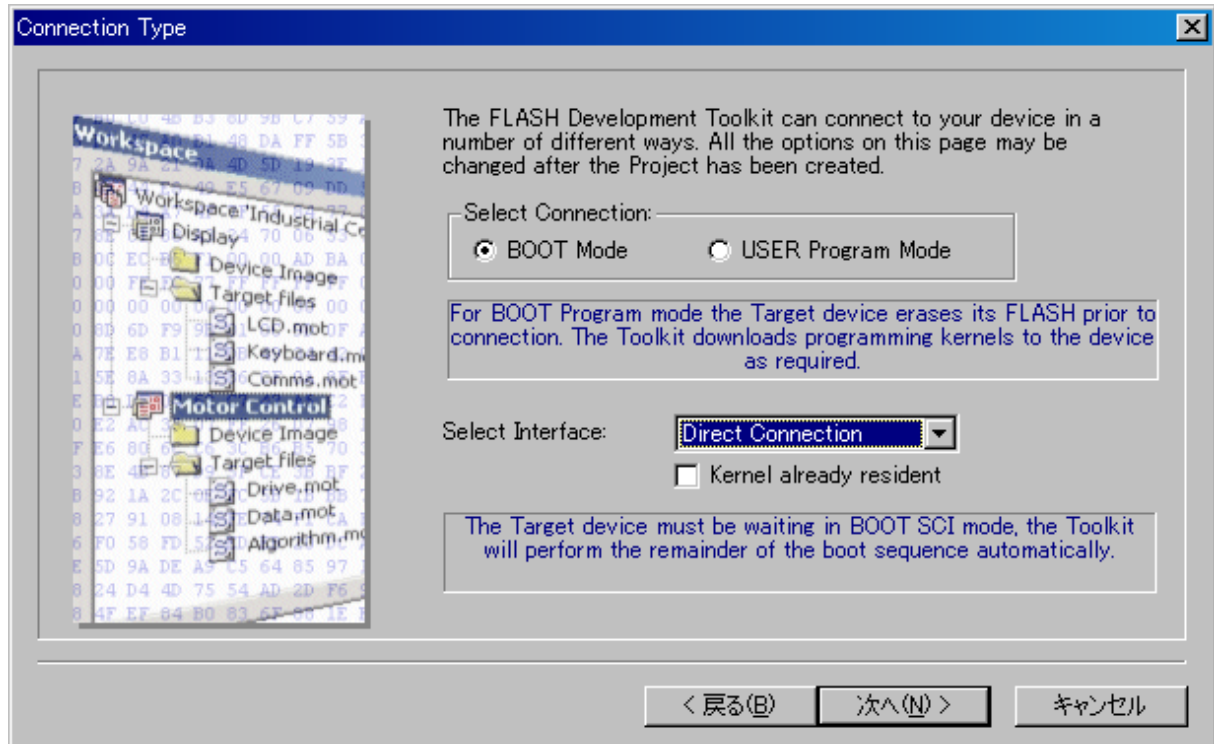 Connection Type
Workspace
Workspace 'Industrial Ce
Display
Device Image
Target files
LCD.mot
Keyboard.m
Comms.mot
Motor Control
Device Image
Target files
Drive.mot
Data.mot
Algorithm.m
The FLASH Development Toolkit can connect to your device in a
number of different ways. All the options on this page may be
changed after the Project has been created.
Select Connection:
BOOT Mode
USER Program Mode
For BOOT Program mode the Target device erases its FLASH prior to
connection. The Toolkit downloads programming kernels to the device
as required.
Select Interface:
Direct Connection
Kernel already resident
The Target device must be waiting in BOOT SCI mode, the Toolkit
will perform the remainder of the boot sequence automatically.
< 戻る(B)
次へ(N) >
キャンセル